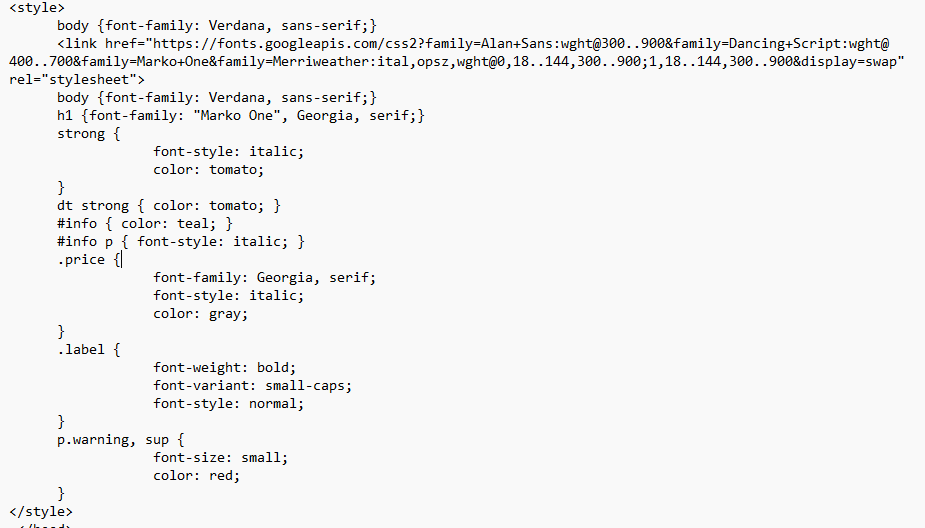 <style>
body {font-family: Verdana, sans-serif;}
<link href="https://fonts.googleapis.com/css2?family=Alan+Sans:wght@300..900&family=Dancing+Script:wght@
400..700&family=Marko+One&family=Merriweather:ital,opsz,wght@0,18..144,300..900;1,18..144,300..900&display=swap"
rel="stylesheet">
body {font-family: Verdana, sans-serif;}
h1 {font-family: "Marko One", Georgia, serif;}
strong {
font-style: italic;
color: tomato;
}
dt strong { color: tomato; }
#info { color: teal; }
#info p { font-style: italic; }
.price {
font-family: Georgia, serif;
font-style: italic;
color: gray;
}
.label {
font-weight: bold;
font-variant: small-caps;
font-style: normal;
}
p.warning, sup {
font-size: small;
color: red;
}
</style>